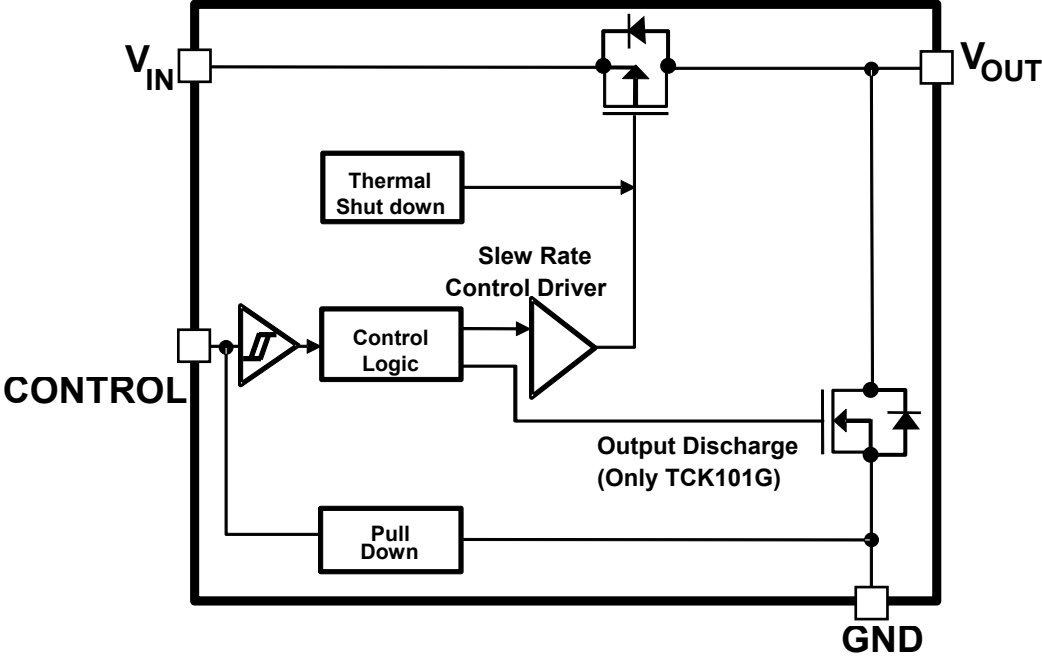 VIN
VOUT
Thermal
Shut down
Slew Rate
Control Driver
Control
Logic
CONTROL
Output Discharge
(Only TCK101G)
Pull
Down
GND